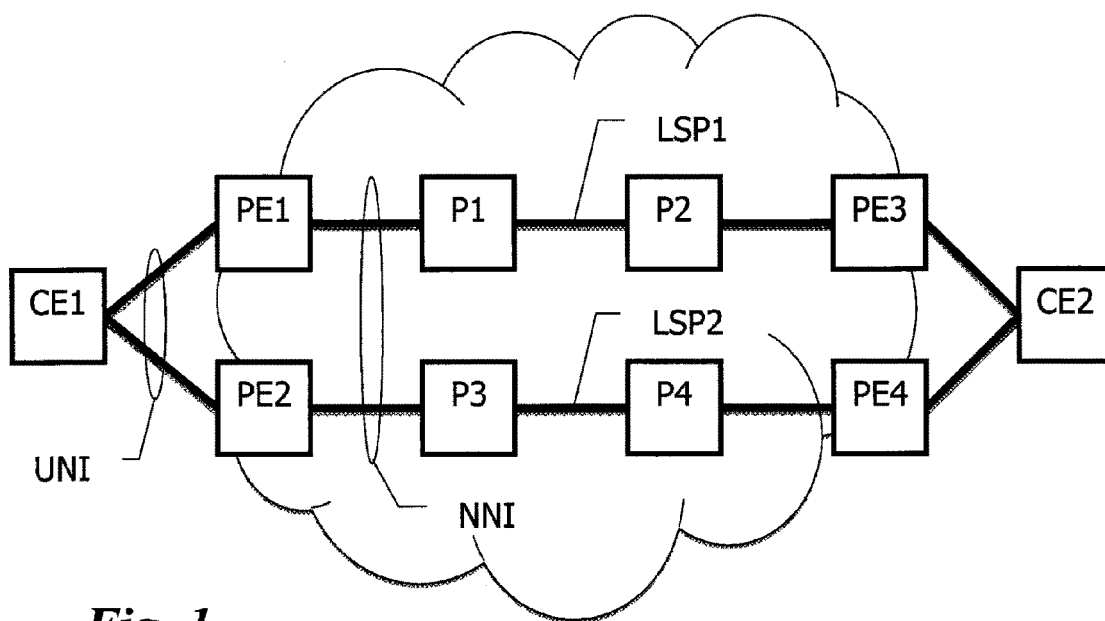 LSP1
PE1
P1
P2
PE3
CE1
CE2
LSP2
PE2
P3
P4
PE4
UNI
NNI
Fig. 1